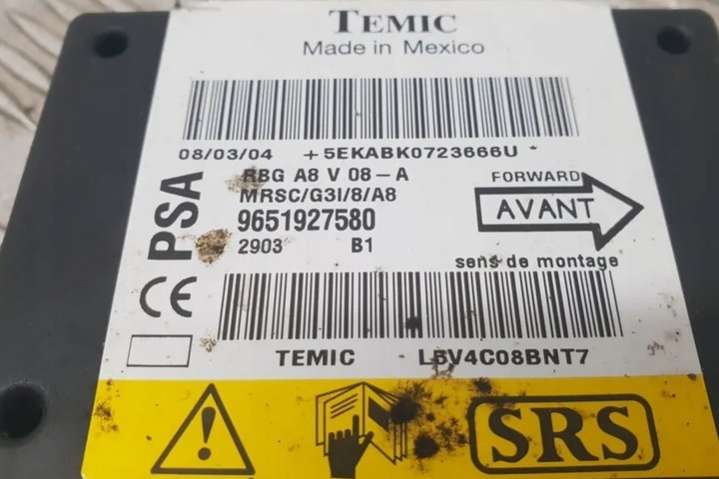 TEMIC
Made in Mexico
08/03/04 +5EKABK0723666U *
PSA
RBG A8 V 08-A
MRSC/G3I/8/A8
9651927580
2903 B1
FORWARD
AVANT
sens de montage
CE
TEMIC LBV4C08BNT7
SRS